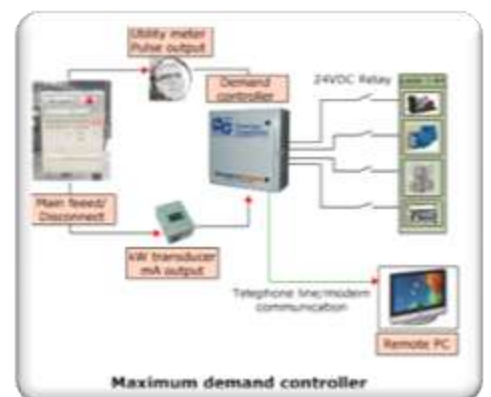 Utility meter
Pulse output
Demand
controller
24VDC Relay
Main feeed/
Disconnect
kW transducer
mA output
Telephone line/modem
communication
Remote PC
Maximum demand controller